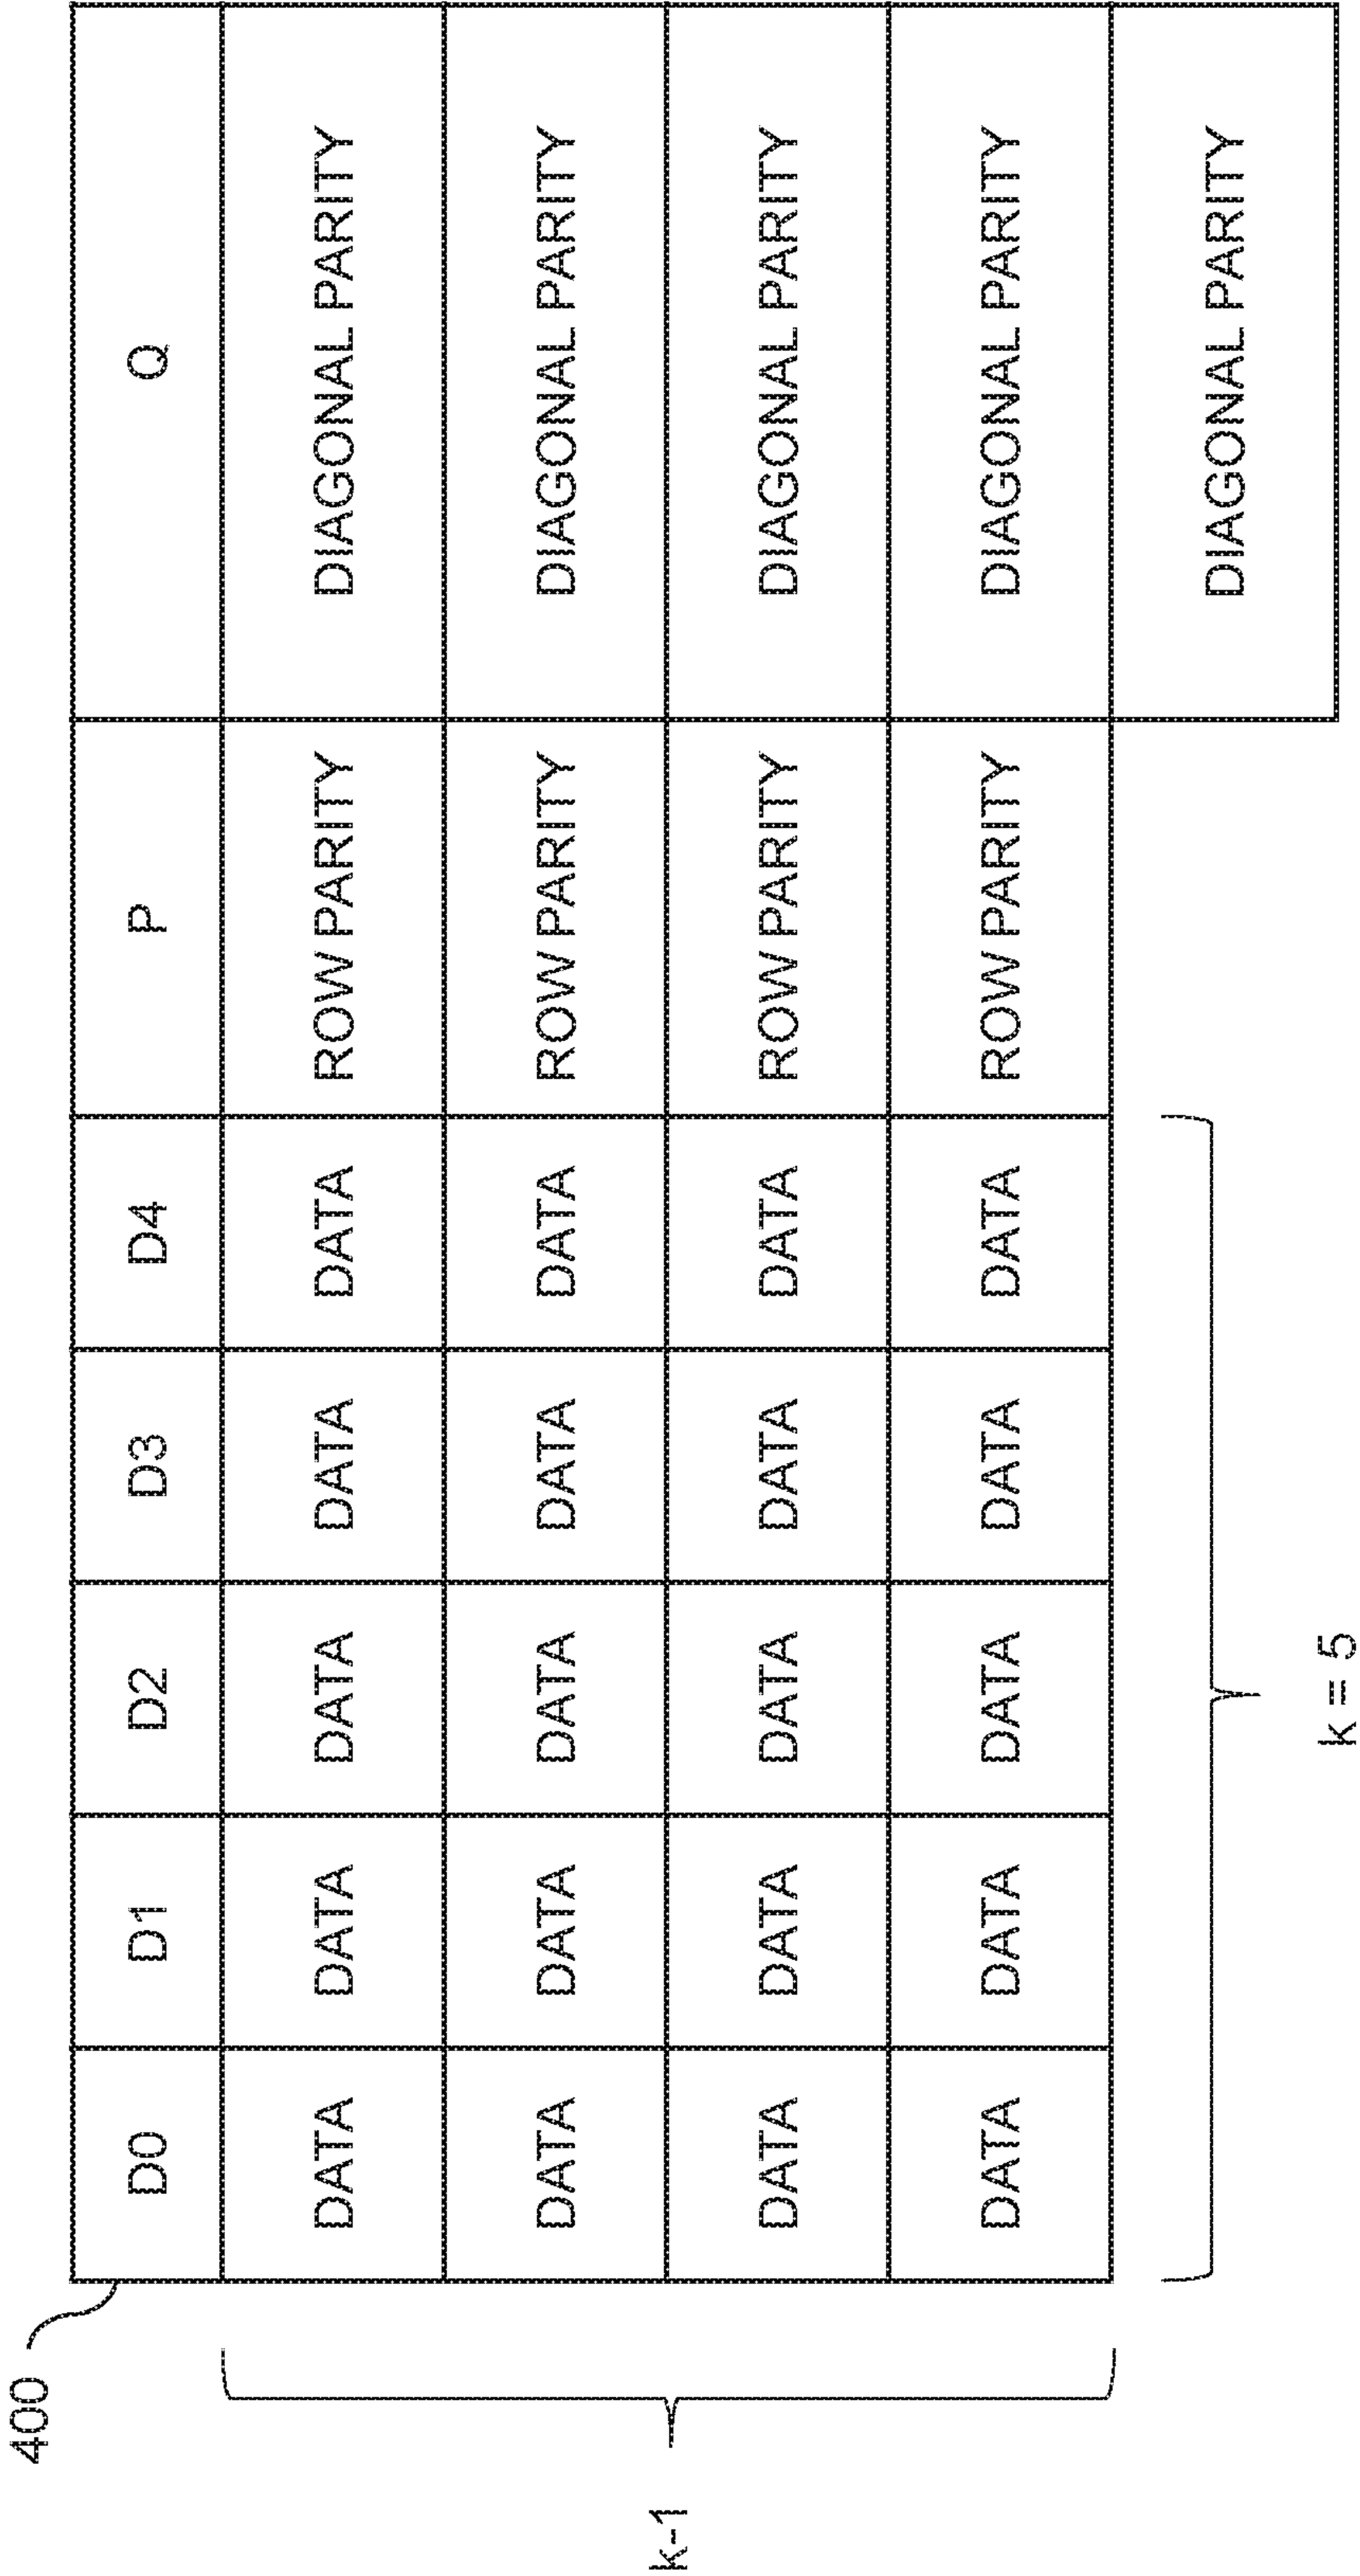 400
D0 D1 D2 D3 D4 P Q
DATA DATA DATA DATA DATA ROW PARITY DIAGONAL PARITY
DATA DATA DATA DATA DATA ROW PARITY DIAGONAL PARITY
k-1
DATA DATA DATA DATA DATA ROW PARITY DIAGONAL PARITY
DATA DATA DATA DATA DATA ROW PARITY DIAGONAL PARITY
DIAGONAL PARITY
k = 5